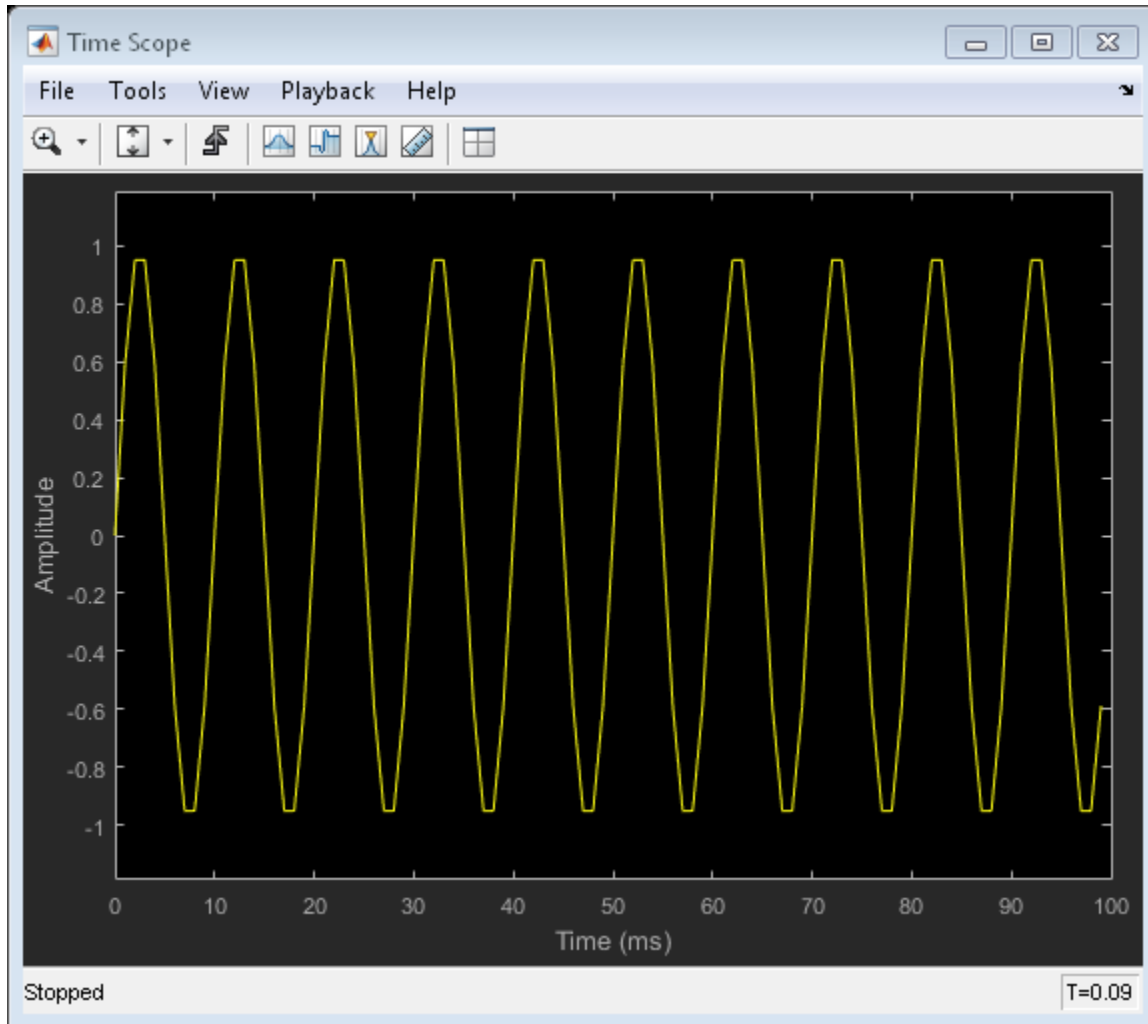 Time Scope
File Tools View Playback Help
1
0.8
0.6
0.4
0.2
0
-0.2
-0.4
-0.6
-0.8
-1
Amplitude
0 10 20 30 40 50 60 70 80 90 100
Time (ms)
Stopped T=0.09